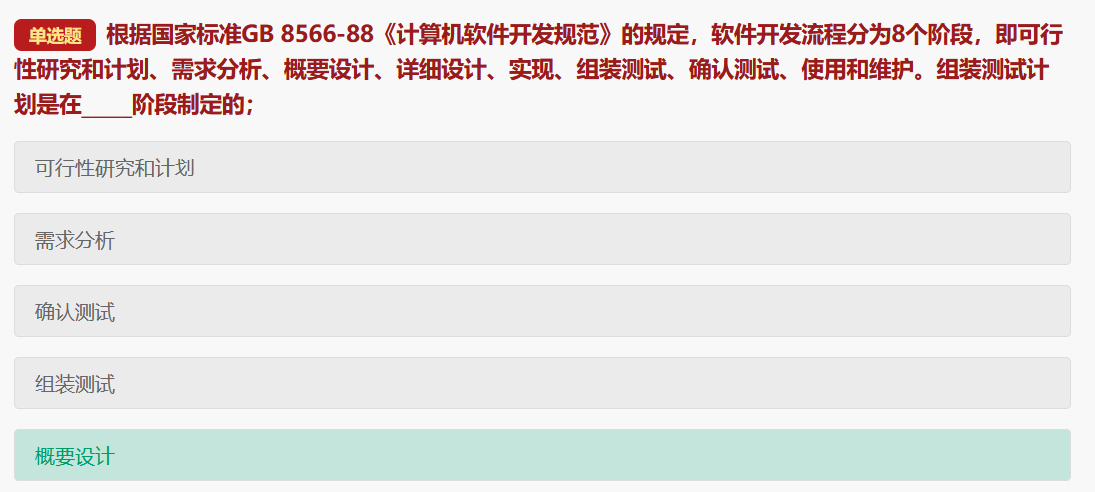 单选题 根据国家标准GB 8566-88《计算机软件开发规范》的规定，软件开发流程分为8个阶段，即可行
性研究和计划、需求分析、概要设计、详细设计、实现、组装测试、确认测试、使用和维护。组装测试计
划是在_____阶段制定的；
可行性研究和计划
需求分析
确认测试
组装测试
概要设计